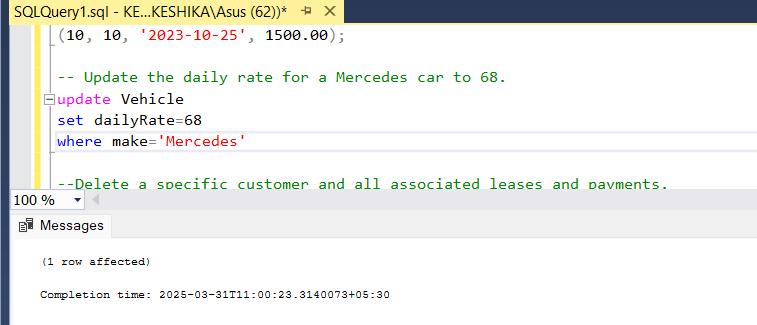 SQLQuery1.sql - KE...KESHIKA\Asus (62))*
(10, 10, '2023-10-25', 1500.00);
-- Update the daily rate for a Mercedes car to 68.
update Vehicle
set dailyRate=68
where make='Mercedes'
--Delete a specific customer and all associated leases and payments.
100 %
Messages
(1 row affected)
Completion time: 2025-03-31T11:00:23.3140073+05:30